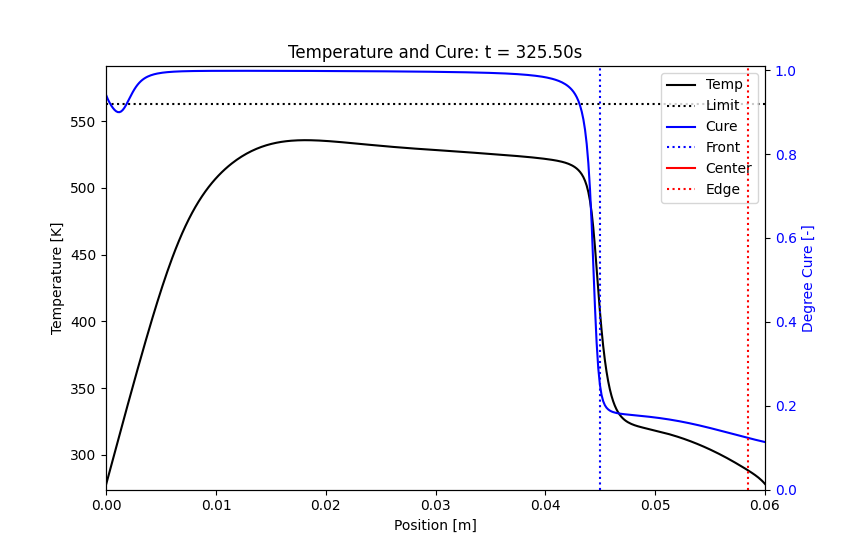 Temperature and Cure: t = 325.50s
Temperature [K]
550
500
450
400
350
300
1.0
0.8
0.6
0.4
0.2
0.0
Degree Cure [-]
Temp
Limit
Cure
Front
Center
Edge
0.00
0.01
0.02
0.03
0.04
0.05
0.06
Position [m]